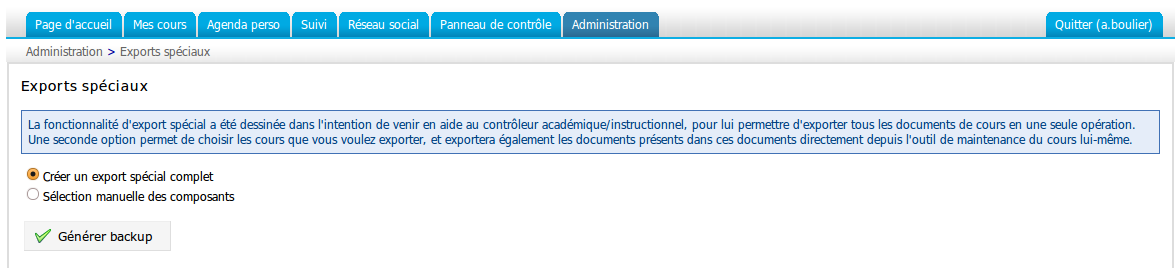 Page d'accueil Mes cours Agenda perso Suivi Réseau social Panneau de contrôle Administration Quitter (a.boulier)
Administration > Exports spéciaux
Exports spéciaux
La fonctionnalité d'export spécial a été dessinée dans l'intention de venir en aide au contrôleur académique/instructionnel, pour lui permettre d'exporter tous les documents de cours en une seule opération.
Une seconde option permet de choisir les cours que vous voulez exporter, et exportera également les documents présents dans ces documents directement depuis l'outil de maintenance du cours lui-même.
Créer un export spécial complet
Sélection manuelle des composants
Générer backup